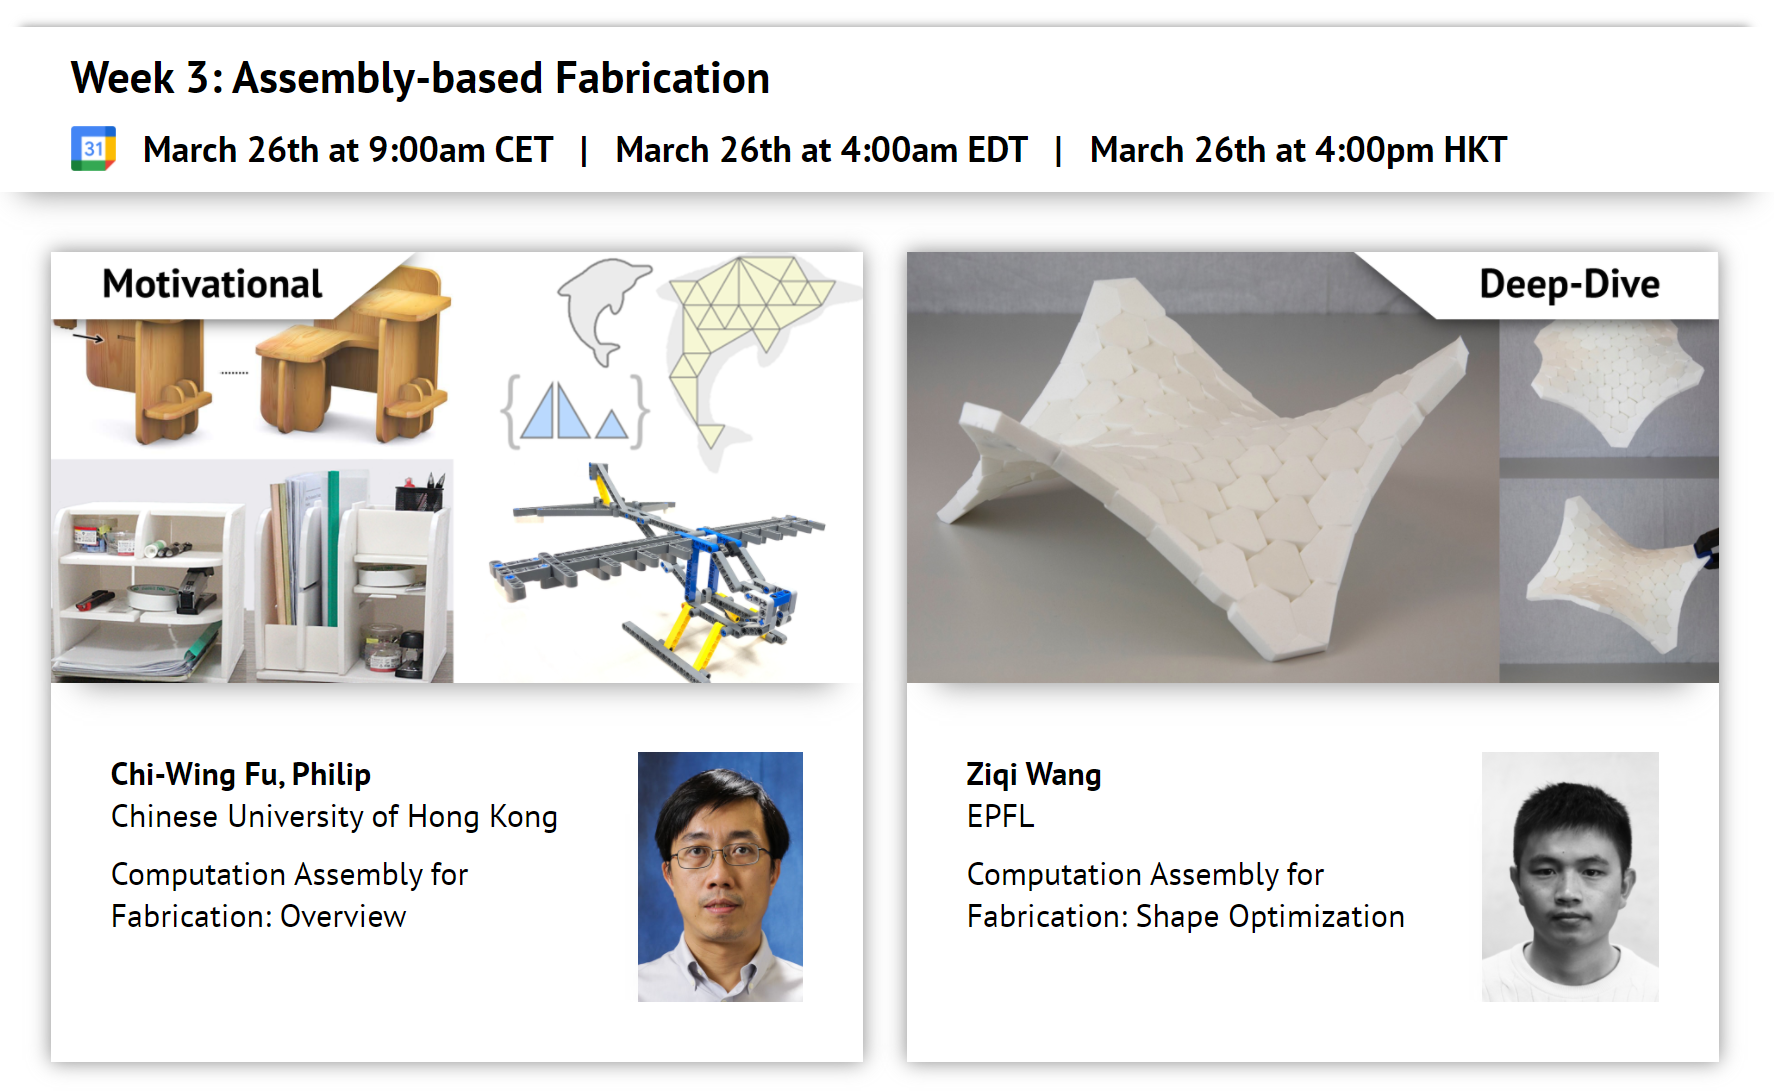 Week 3: Assembly-based Fabrication
31
March 26th at 9:00am CET | March 26th at 4:00am EDT | March 26th at 4:00pm HKT
Motivational
Deep-Dive
Chi-Wing Fu, Philip
Chinese University of Hong Kong
Computation Assembly for
Fabrication: Overview
Ziqi Wang
EPFL
Computation Assembly for
Fabrication: Shape Optimization